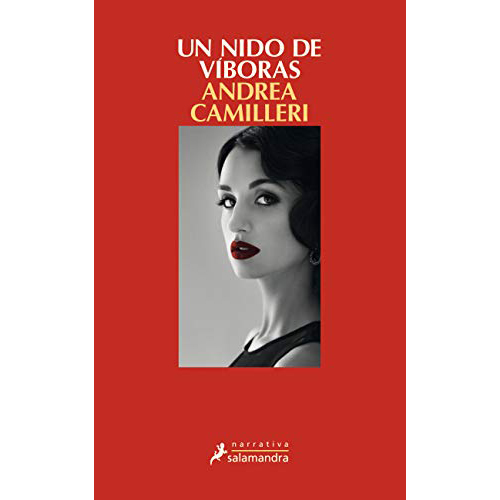 UN NIDO DE
VÍBORAS
ANDREA
CAMILLERI
narrativa
salamandra